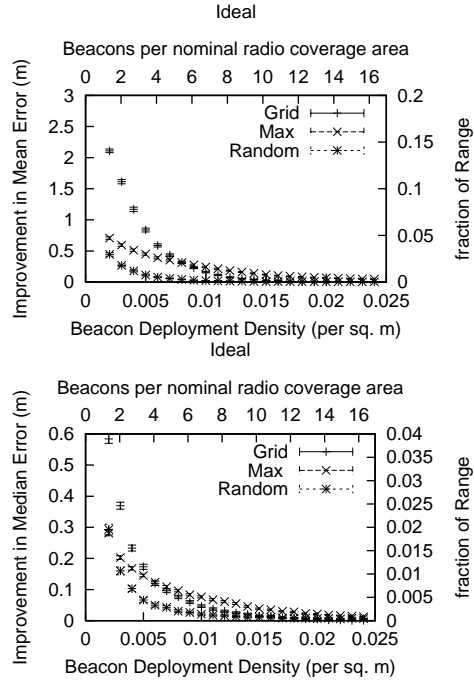 Ideal
Beacons per nominal radio coverage area
0 2 4 6 8 10 12 14 16
Improvement in Mean Error (m)
3
2.5
2
1.5
1
0.5
0
Grid
Max
Random
0.2
0.15
0.1
0.05
0
fraction of Range
0 0.005 0.01 0.015 0.02 0.025
Beacon Deployment Density (per sq. m)
Ideal
Beacons per nominal radio coverage area
0 2 4 6 8 10 12 14 16
Improvement in Median Error (m)
0.6
0.5
0.4
0.3
0.2
0.1
0
Grid
Max
Random
0.04
0.035
0.03
0.025
0.02
0.015
0.01
0.005
0
fraction of Range
0 0.005 0.01 0.015 0.02 0.025
Beacon Deployment Density (per sq. m)